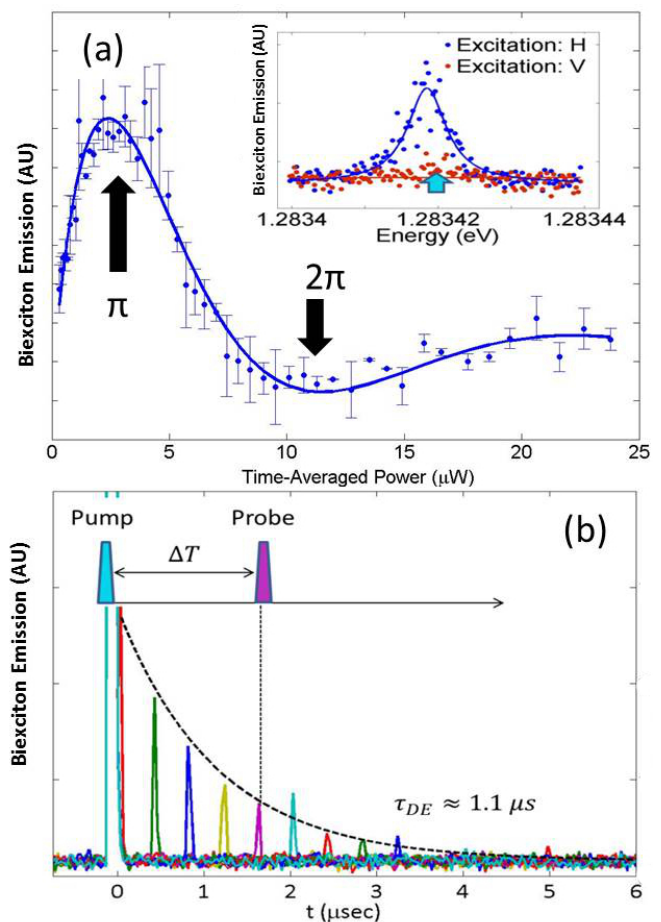 (a)
Biexciton Emission (AU)
π
2π
0
5
10
15
20
25
Time-Averaged Power (μW)
Biexciton Emission (AU)
Excitation: H
Excitation: V
1.2834
1.28342
1.28344
Energy (eV)
(b)
Biexciton Emission (AU)
Pump
Probe
ΔT
τDE ≈ 1.1 μs
0
1
2
3
4
5
6
t (μsec)